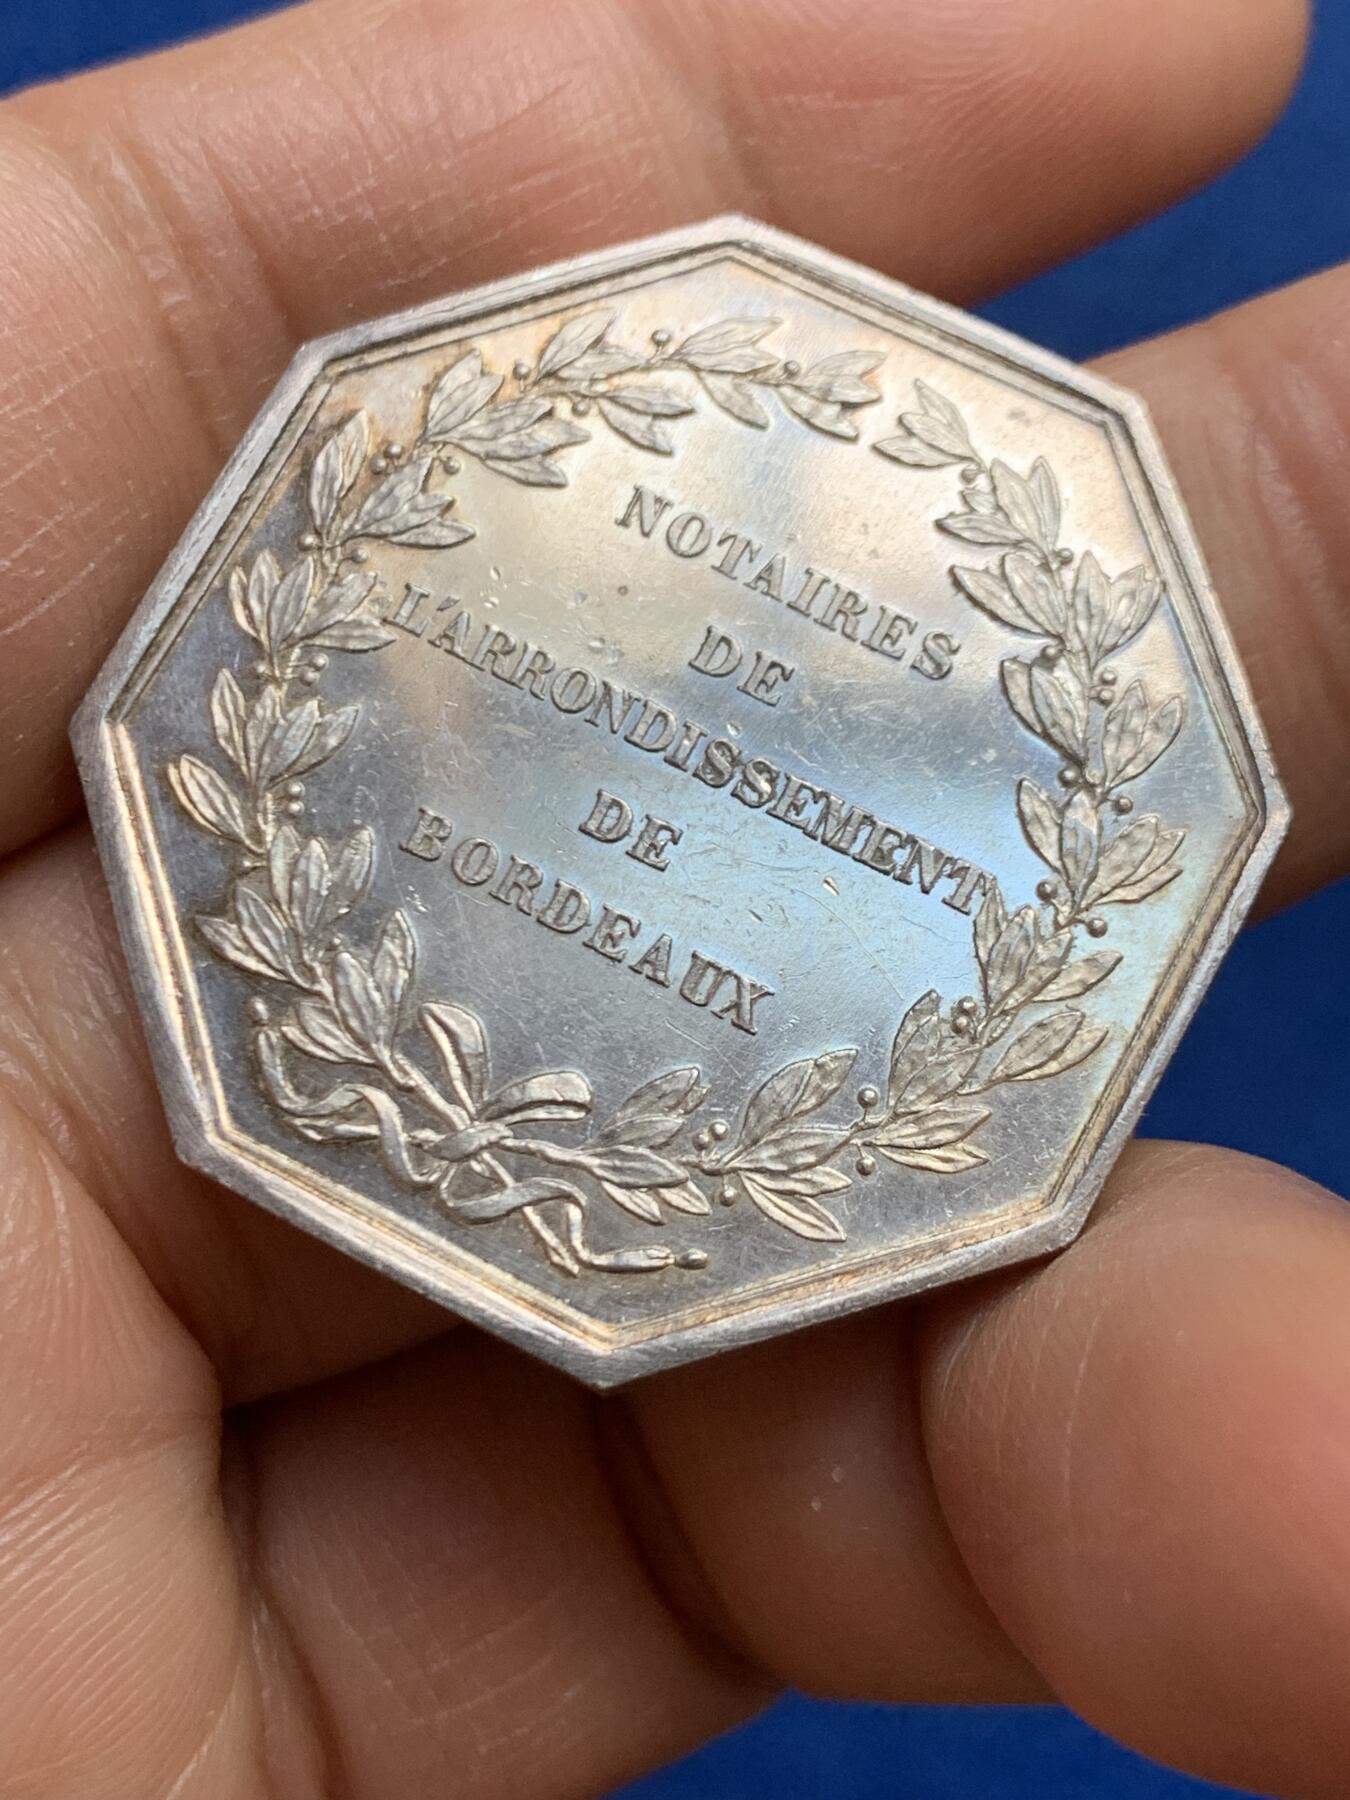 NOTAIRES
DE
L'ARRONDISSEMENT
DE
BORDEAUX